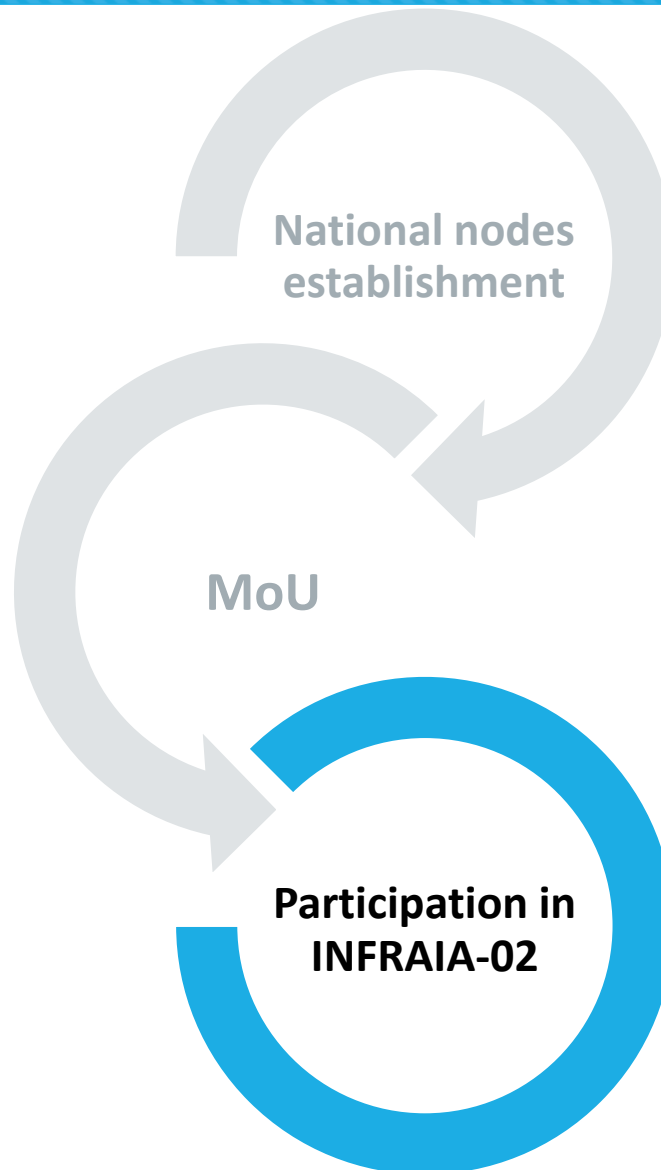 National nodes
establishment
MoU
Participation in
INFRAIA-02